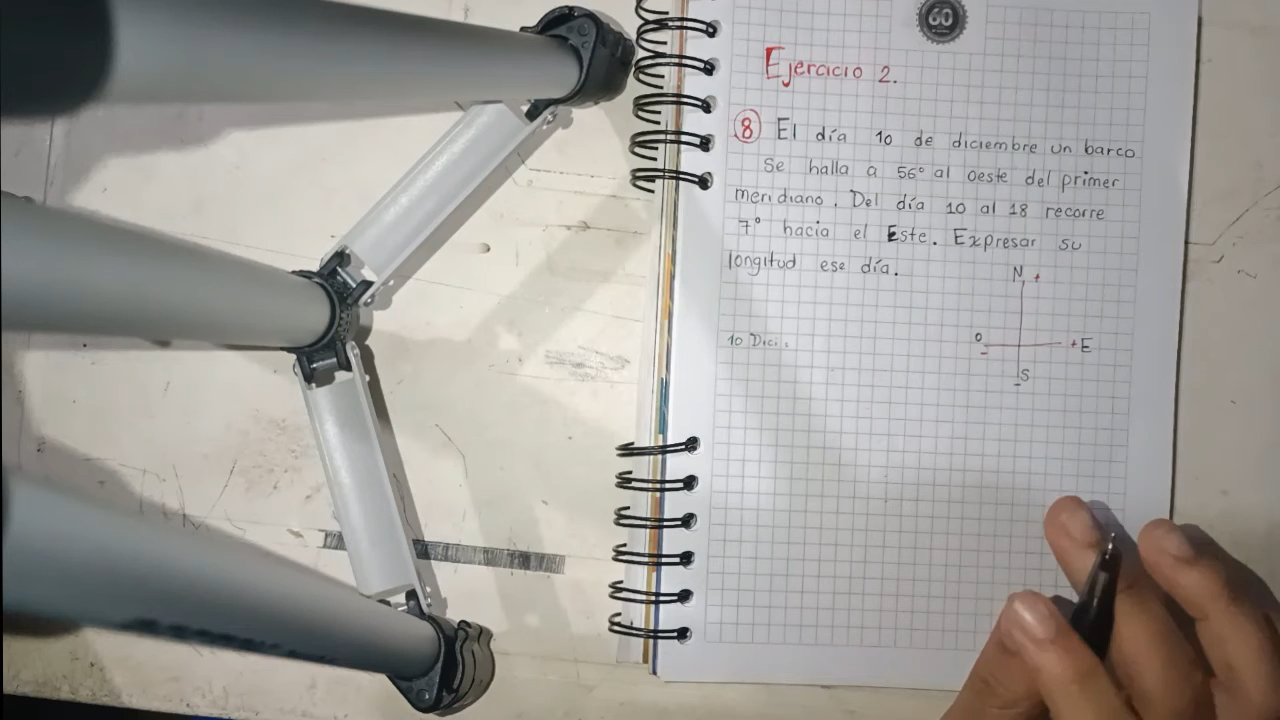 60
Ejercicio 2.
8 El día 10 de diciembre un barco
se halla a 56° al oeste del primer
meridiano. Del día 10 al 18 recorre
7° hacia el Este. Expresar su
longitud ese día.
N +
10 Dici:
O - + E
S -